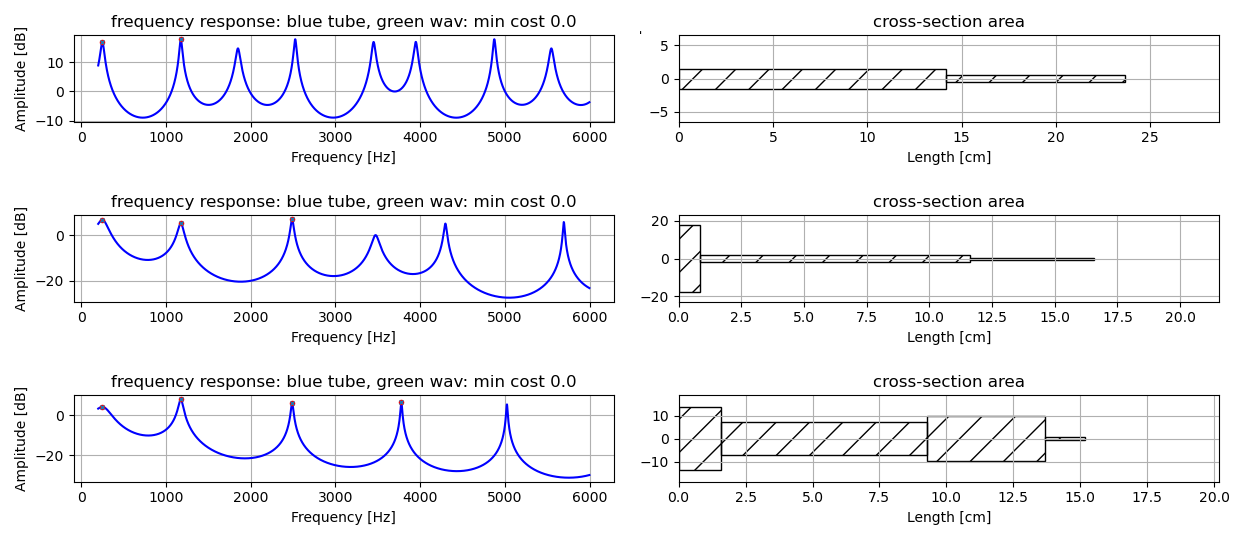 frequency response: blue tube, green wav: min cost 0.0
Amplitude [dB]
10
0
−10
0 1000 2000 3000 4000 5000 6000
Frequency [Hz]
cross-section area
5
0
−5
0 5 10 15 20 25
Length [cm]
frequency response: blue tube, green wav: min cost 0.0
Amplitude [dB]
0
−20
0 1000 2000 3000 4000 5000 6000
Frequency [Hz]
cross-section area
20
0
−20
0.0 2.5 5.0 7.5 10.0 12.5 15.0 17.5 20.0
Length [cm]
frequency response: blue tube, green wav: min cost 0.0
Amplitude [dB]
0
−20
0 1000 2000 3000 4000 5000 6000
Frequency [Hz]
cross-section area
10
0
−10
0.0 2.5 5.0 7.5 10.0 12.5 15.0 17.5 20.0
Length [cm]